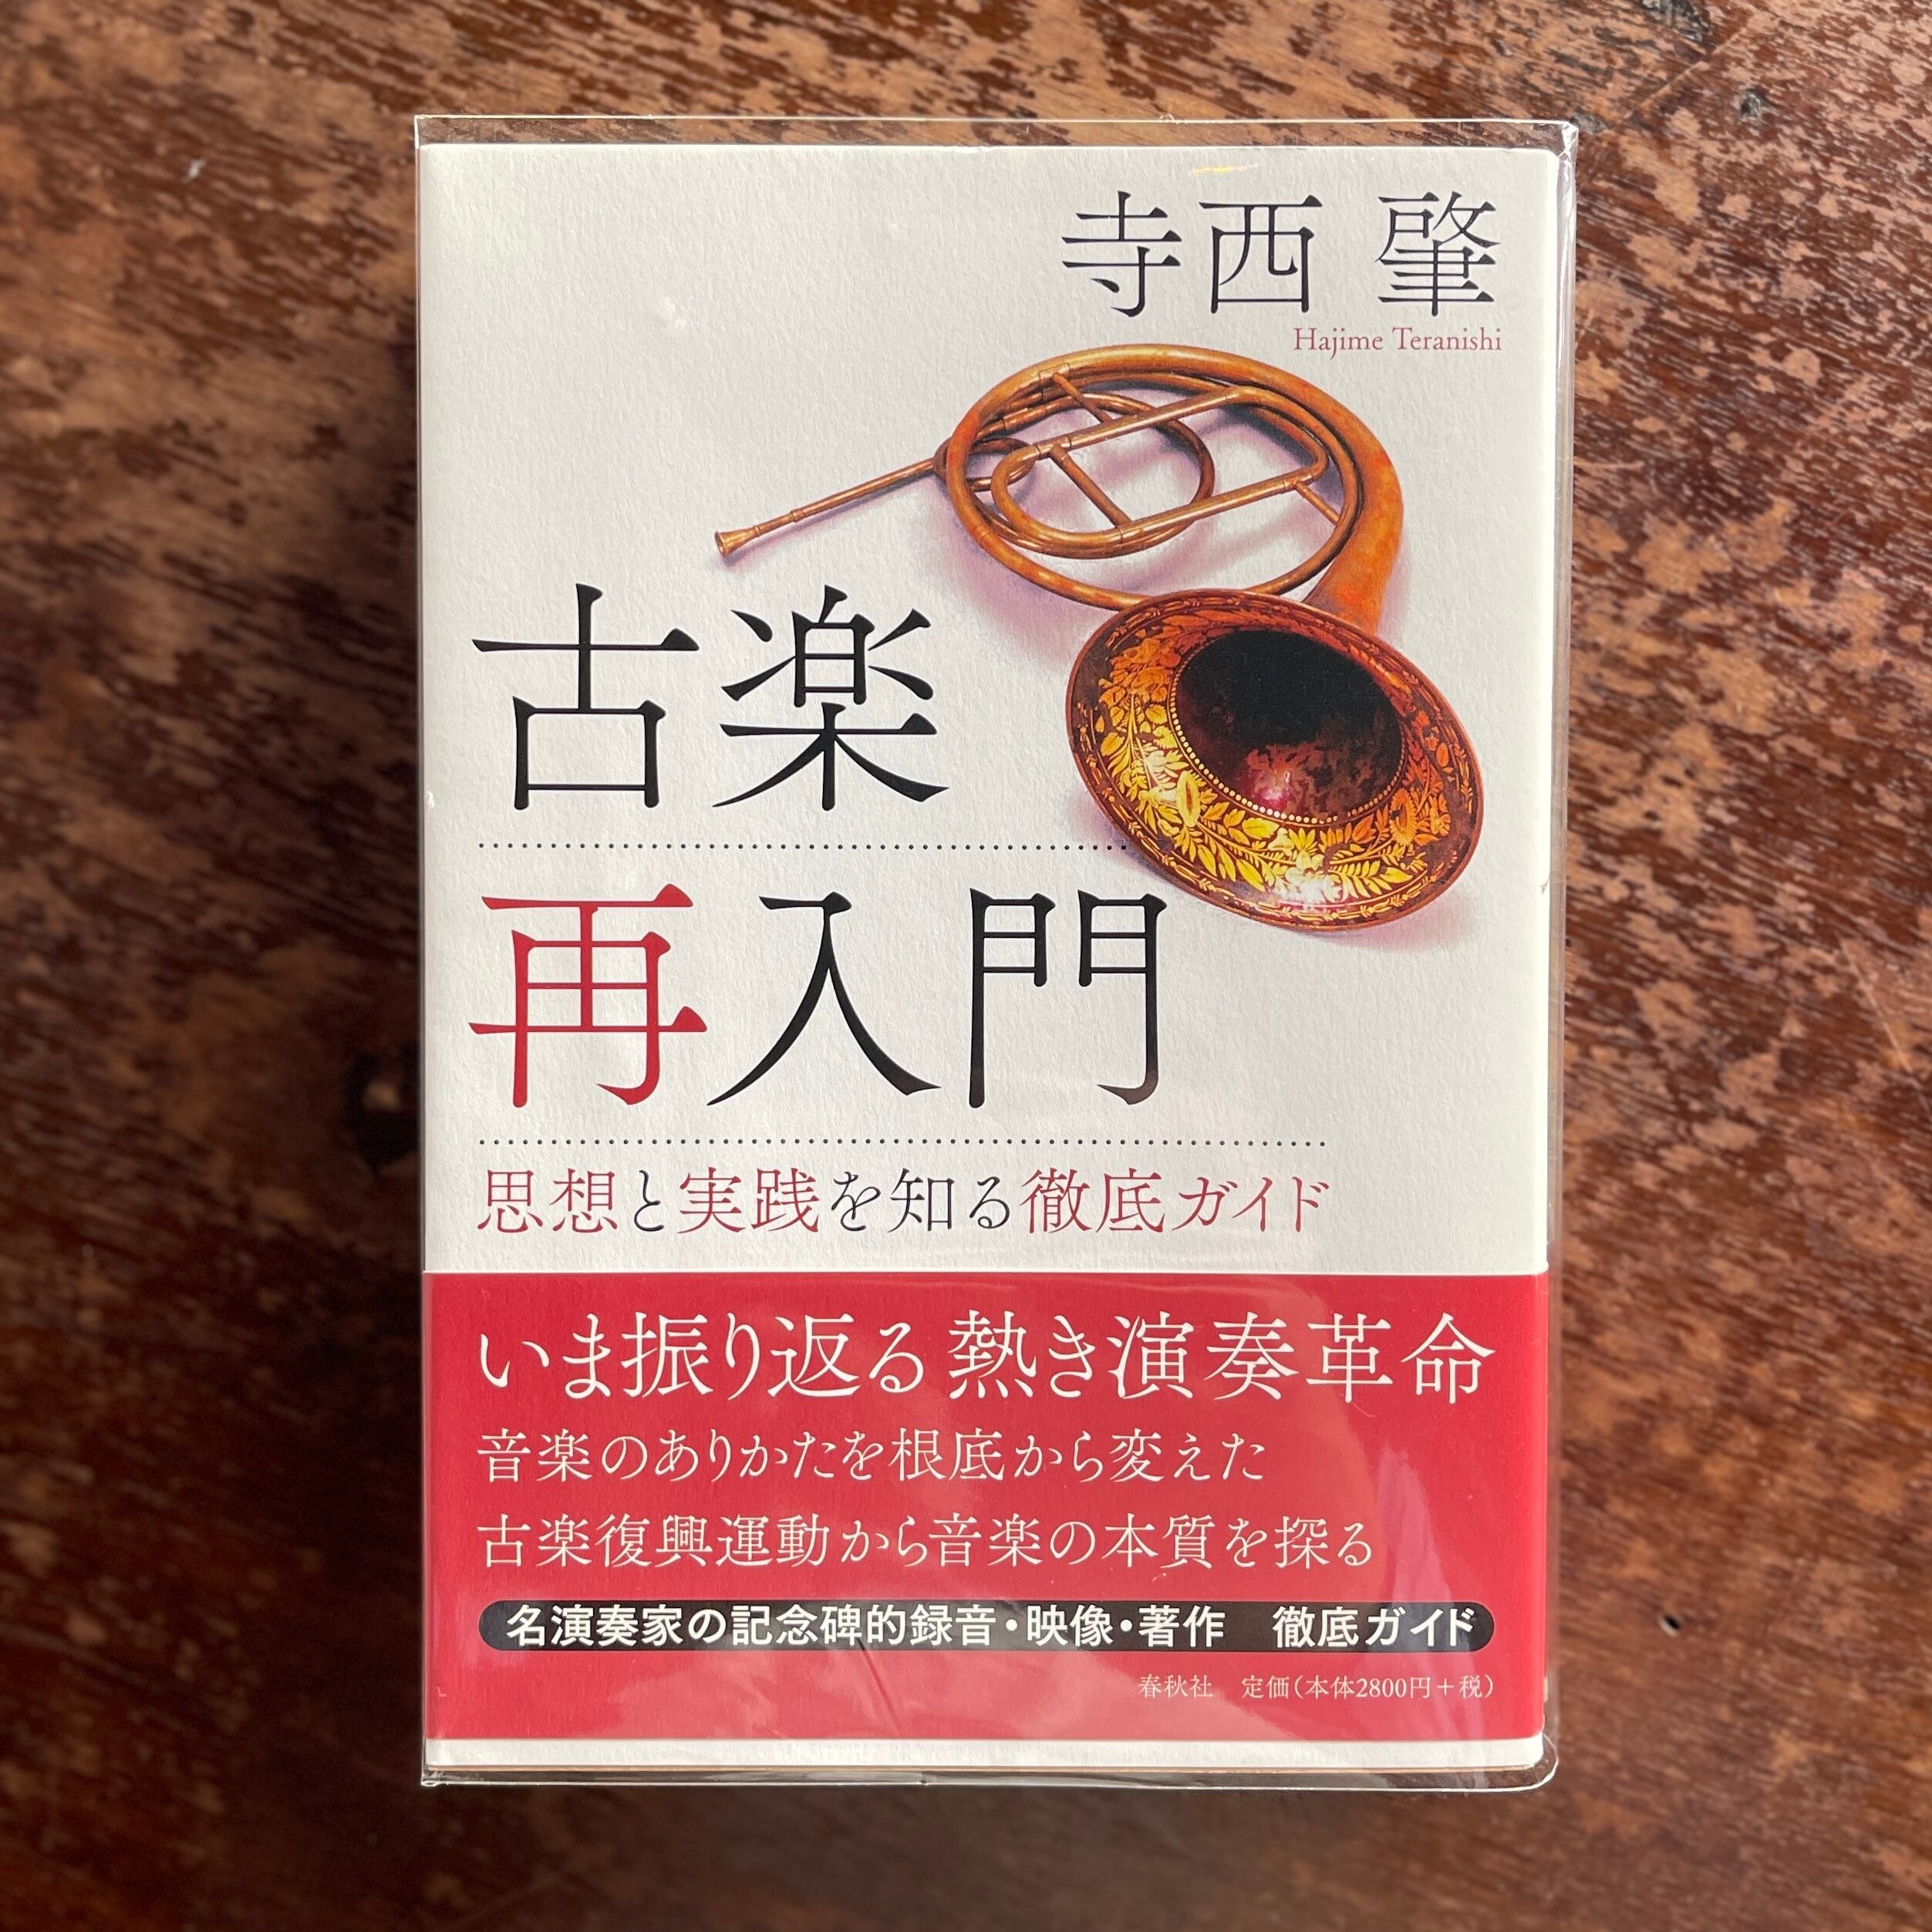 寺西 肇
Hajime Teranishi
古楽
再入門
思想と実践を知る徹底ガイド
いま振り返る熱き演奏革命
音楽のありかたを根底から変えた
古楽復興運動から音楽の本質を探る
名演奏家の記念碑的録音・映像・著作 徹底ガイド
春秋社 定価(本体2800円+税)